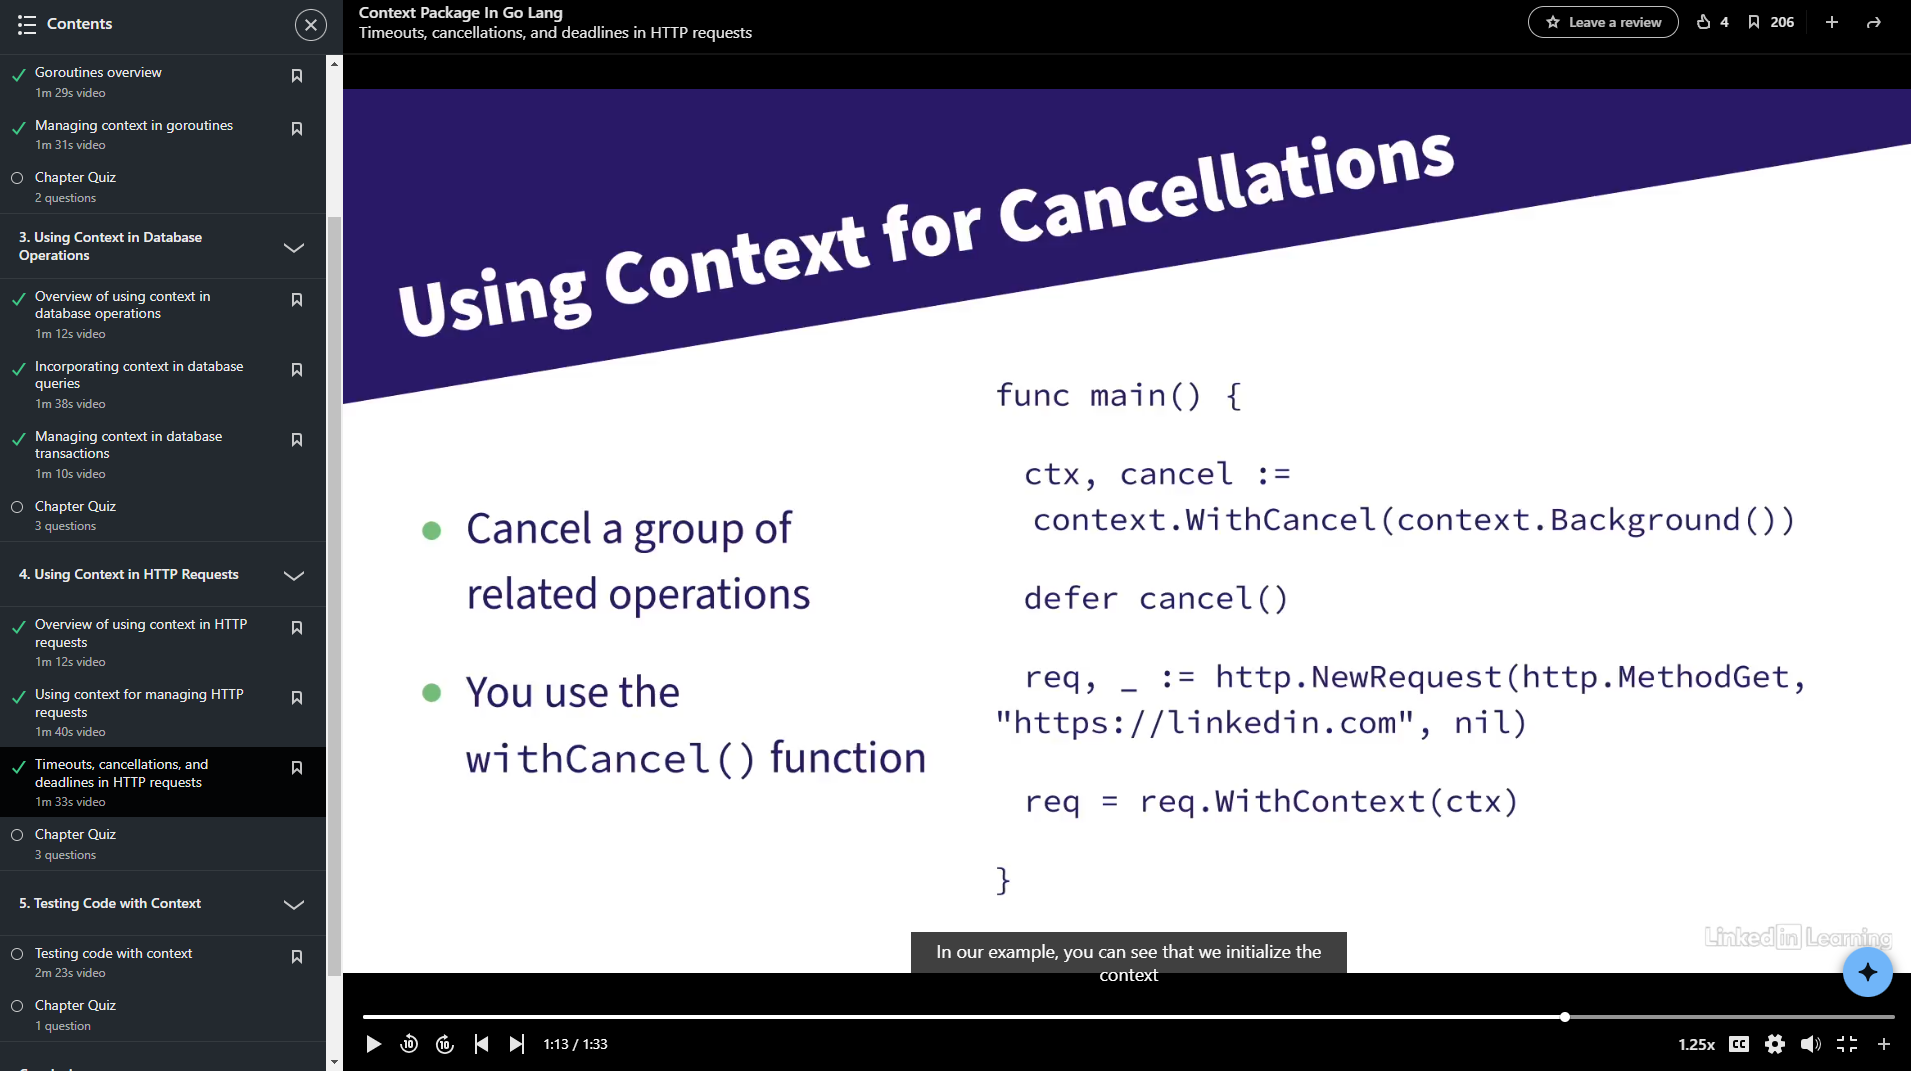 Contents
Goroutines overview
1m 29s video
Managing context in goroutines
1m 31s video
Chapter Quiz
2 questions
3. Using Context in Database
Operations
Overview of using context in
database operations
1m 12s video
Incorporating context in database
queries
1m 38s video
Managing context in database
transactions
1m 10s video
Chapter Quiz
3 questions
4. Using Context in HTTP Requests
Overview of using context in HTTP
requests
1m 12s video
Using context for managing HTTP
requests
1m 40s video
Timeouts, cancellations, and
deadlines in HTTP requests
1m 33s video
Chapter Quiz
3 questions
5. Testing Code with Context
Testing code with context
2m 23s video
Chapter Quiz
1 question
Context Package In Go Lang
Timeouts, cancellations, and deadlines in HTTP requests
Leave a review
4
206
Using Context for Cancellations
Cancel a group of
related operations
You use the
withCancel() function
func main() {
ctx, cancel :=
context.WithCancel(context.Background())
defer cancel()
req, _ := http.NewRequest(http.MethodGet,
"https://linkedin.com", nil)
req = req.WithContext(ctx)
}
LinkedIn Learning
In our example, you can see that we initialize the
context
10
10
1:13 / 1:33
1.25x
CC